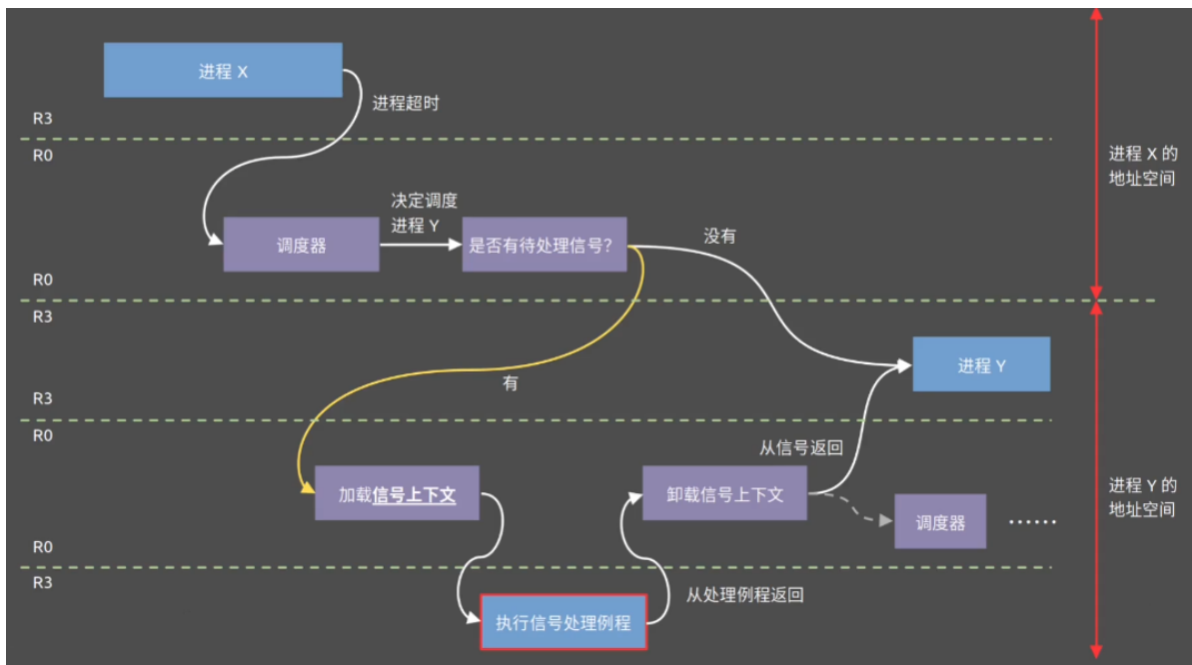 进程 X
进程超时
R3
R0
进程 X 的
地址空间
决定调度
进程 Y
调度器
是否有待处理信号?
没有
R0
R3
进程 Y
有
R3
R0
从信号返回
加载信号上下文
卸载信号上下文
进程 Y 的
地址空间
调度器
……
R0
R3
从处理例程返回
执行信号处理例程